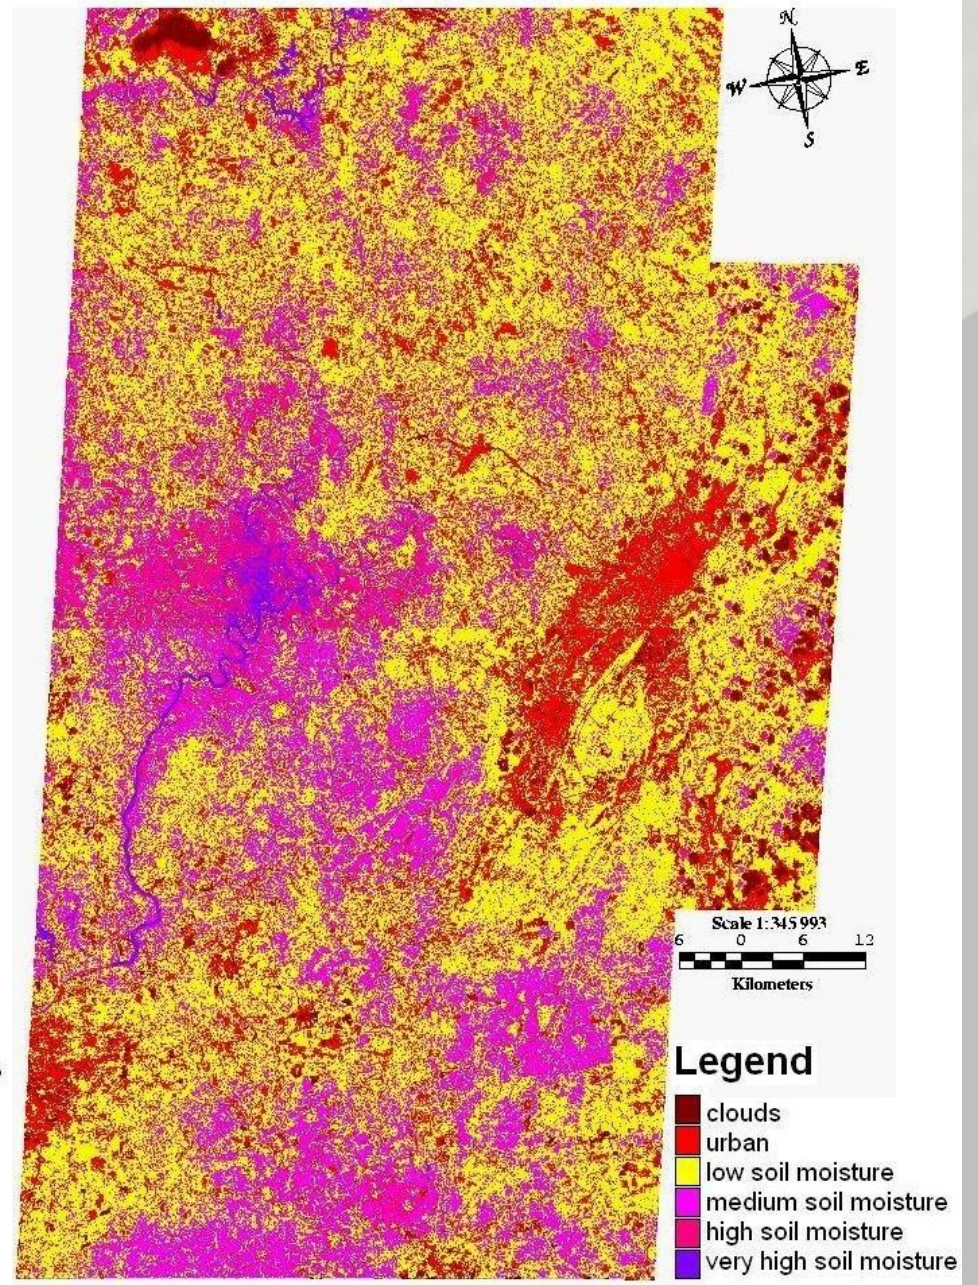 N
W E
S
Scale 1:345 993
6 0 6 12
Kilometers
Legend
clouds
urban
low soil moisture
medium soil moisture
high soil moisture
very high soil moisture